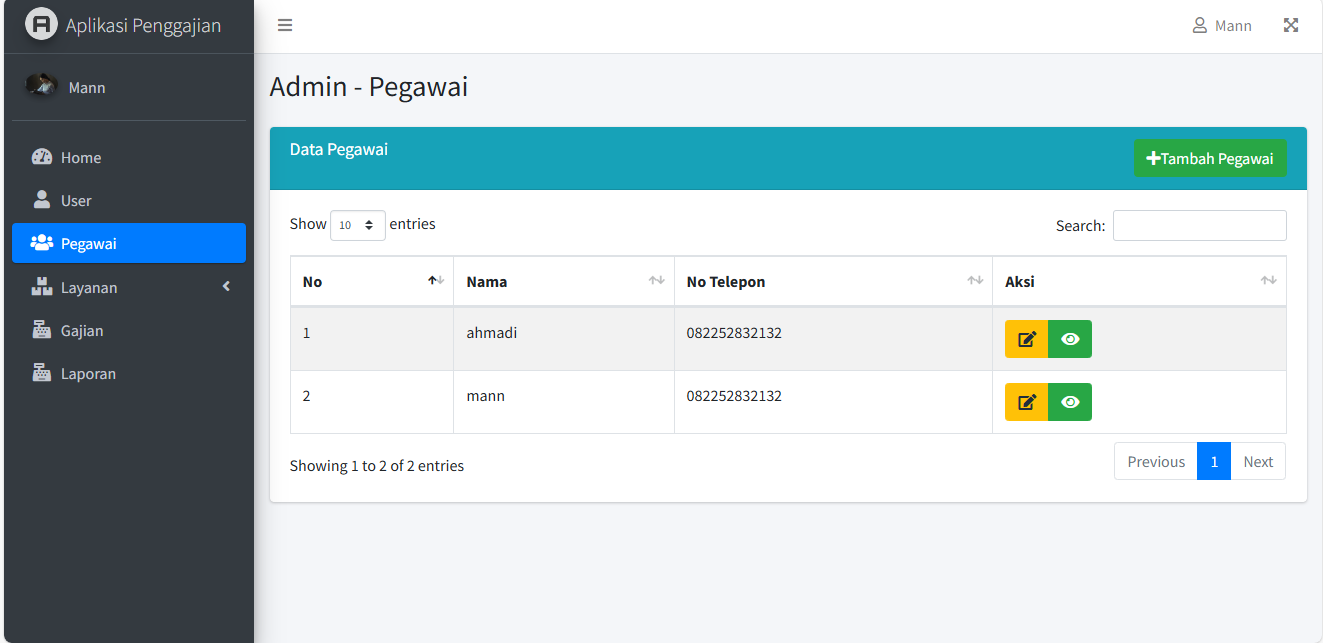 Aplikasi Penggajian
Mann
Mann
Home
User
Pegawai
Layanan
Gajian
Laporan
Admin - Pegawai
Data Pegawai
Tambah Pegawai
Show 10 entries
Search:
No Nama No Telepon Aksi
1 ahmadi 082252832132
2 mann 082252832132
Showing 1 to 2 of 2 entries
Previous 1 Next